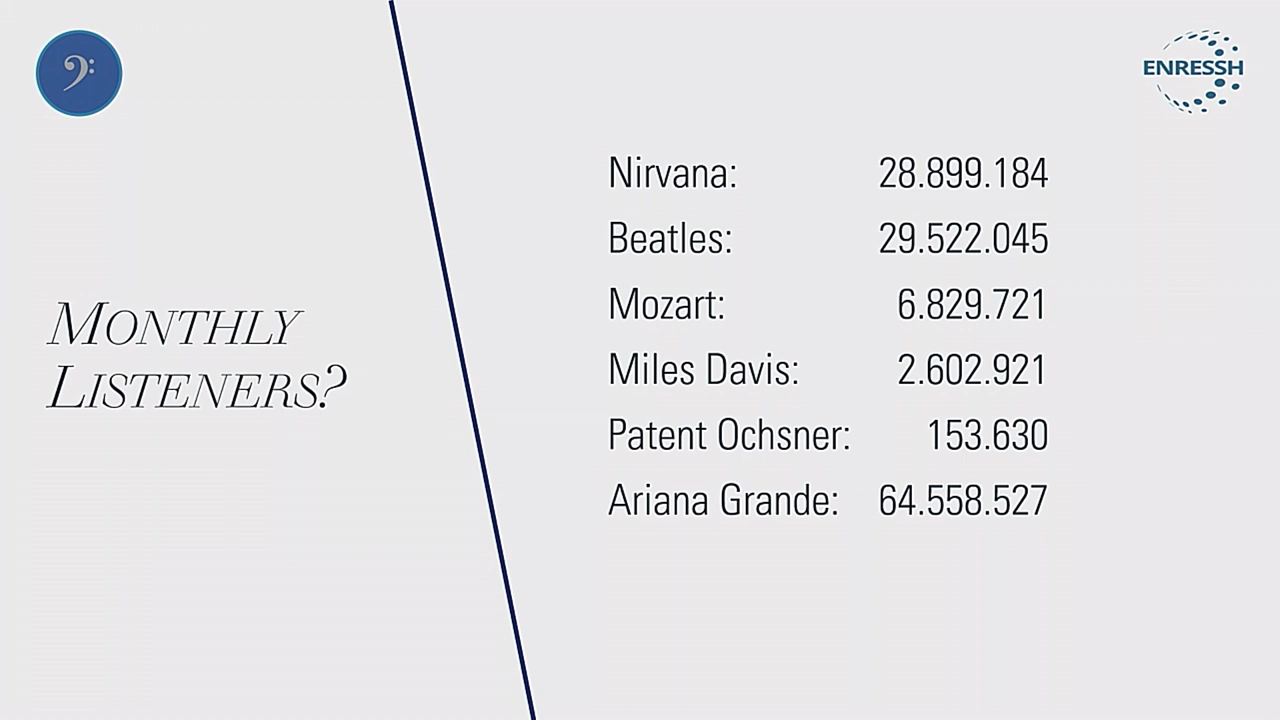 ENRESSH
MONTHLY
LISTENERS?
Nirvana: 28.899.184
Beatles: 29.522.045
Mozart: 6.829.721
Miles Davis: 2.602.921
Patent Ochsner: 153.630
Ariana Grande: 64.558.527